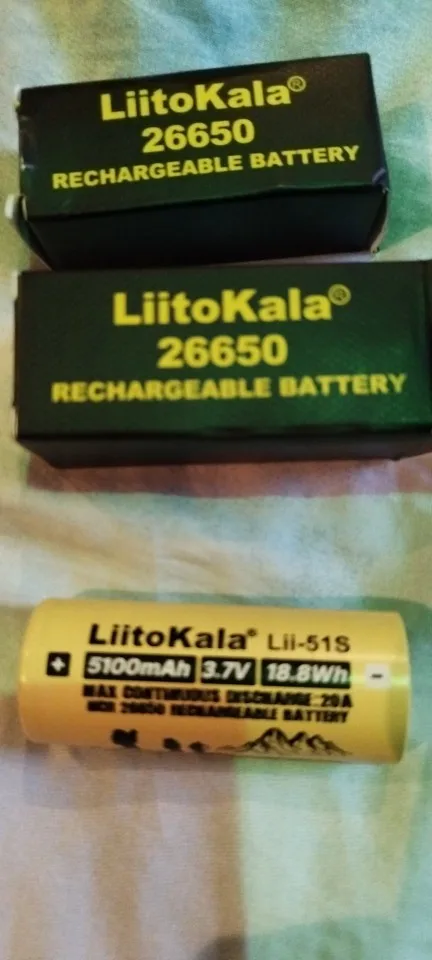 LiitoKala®
26650
RECHARGEABLE BATTERY
LiitoKala®
26650
RECHARGEABLE BATTERY
LiitoKala® Lii-51S
+ 5100mAh 3.7V 18.8Wh -
MAX CONTINUOUS DISCHARGE:20A
26650 RECHARGEABLE BATTERY